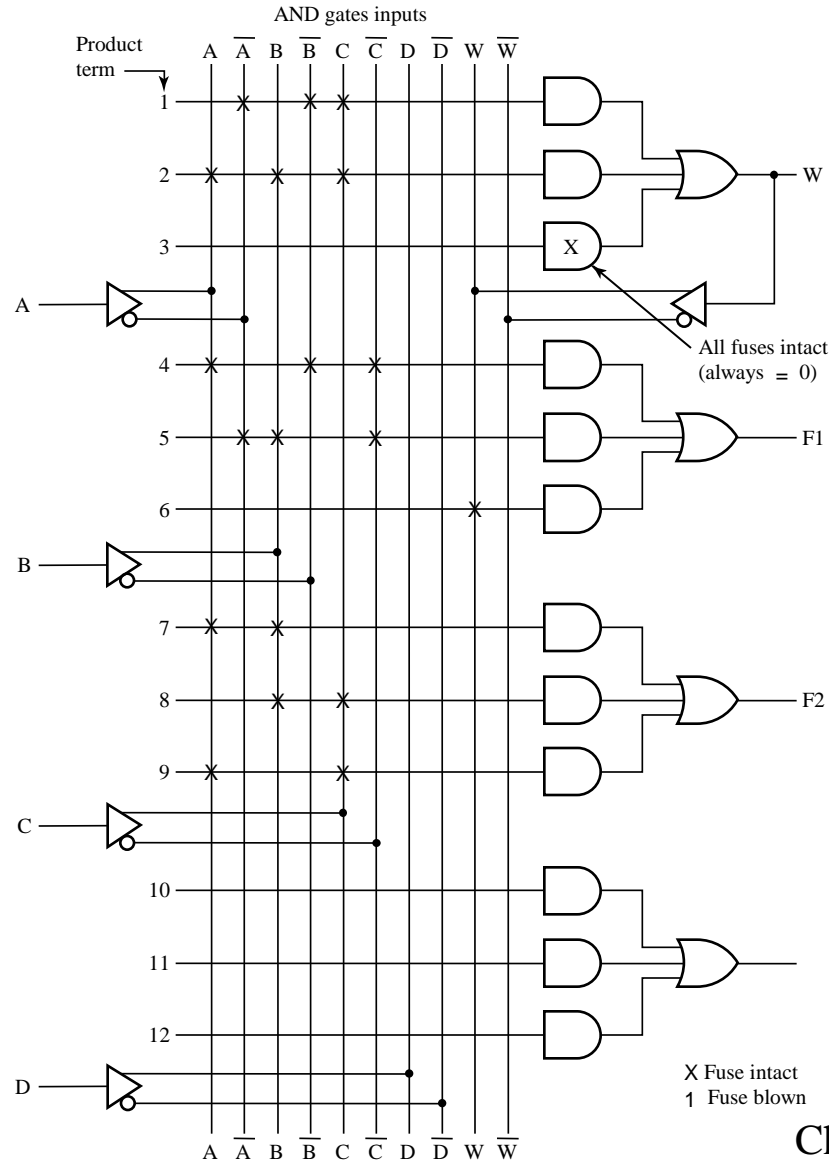 AND gates inputs
Product term
A A̅ B B̅ C C̅ D D̅ W W̅
1
2
W
3
X
A
All fuses intact
(always = 0)
4
5
F1
6
B
7
8
F2
9
C
10
11
12
D
X Fuse intact
1 Fuse blown
A A̅ B B̅ C C̅ D D̅ W W̅